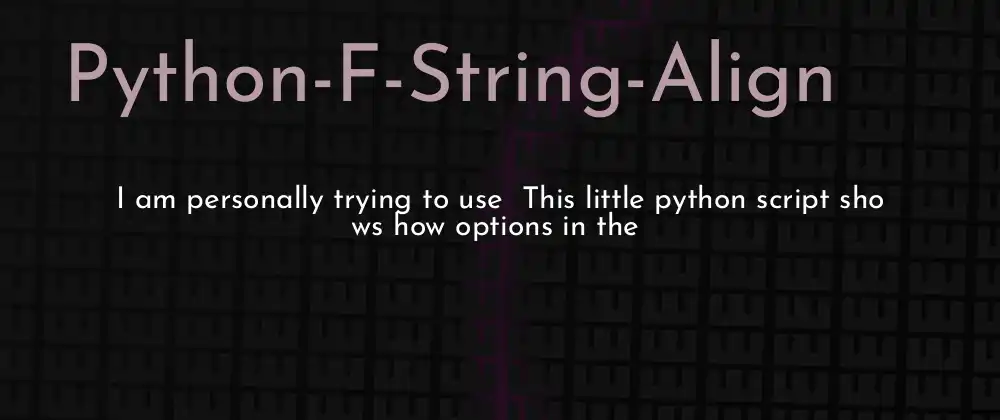 Python-F-String-Align
I am personally trying to use  This little python script sho
ws how options in the